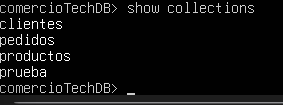 comercioTechDB> show collections
clientes
pedidos
productos
prueba
comercioTechDB> _